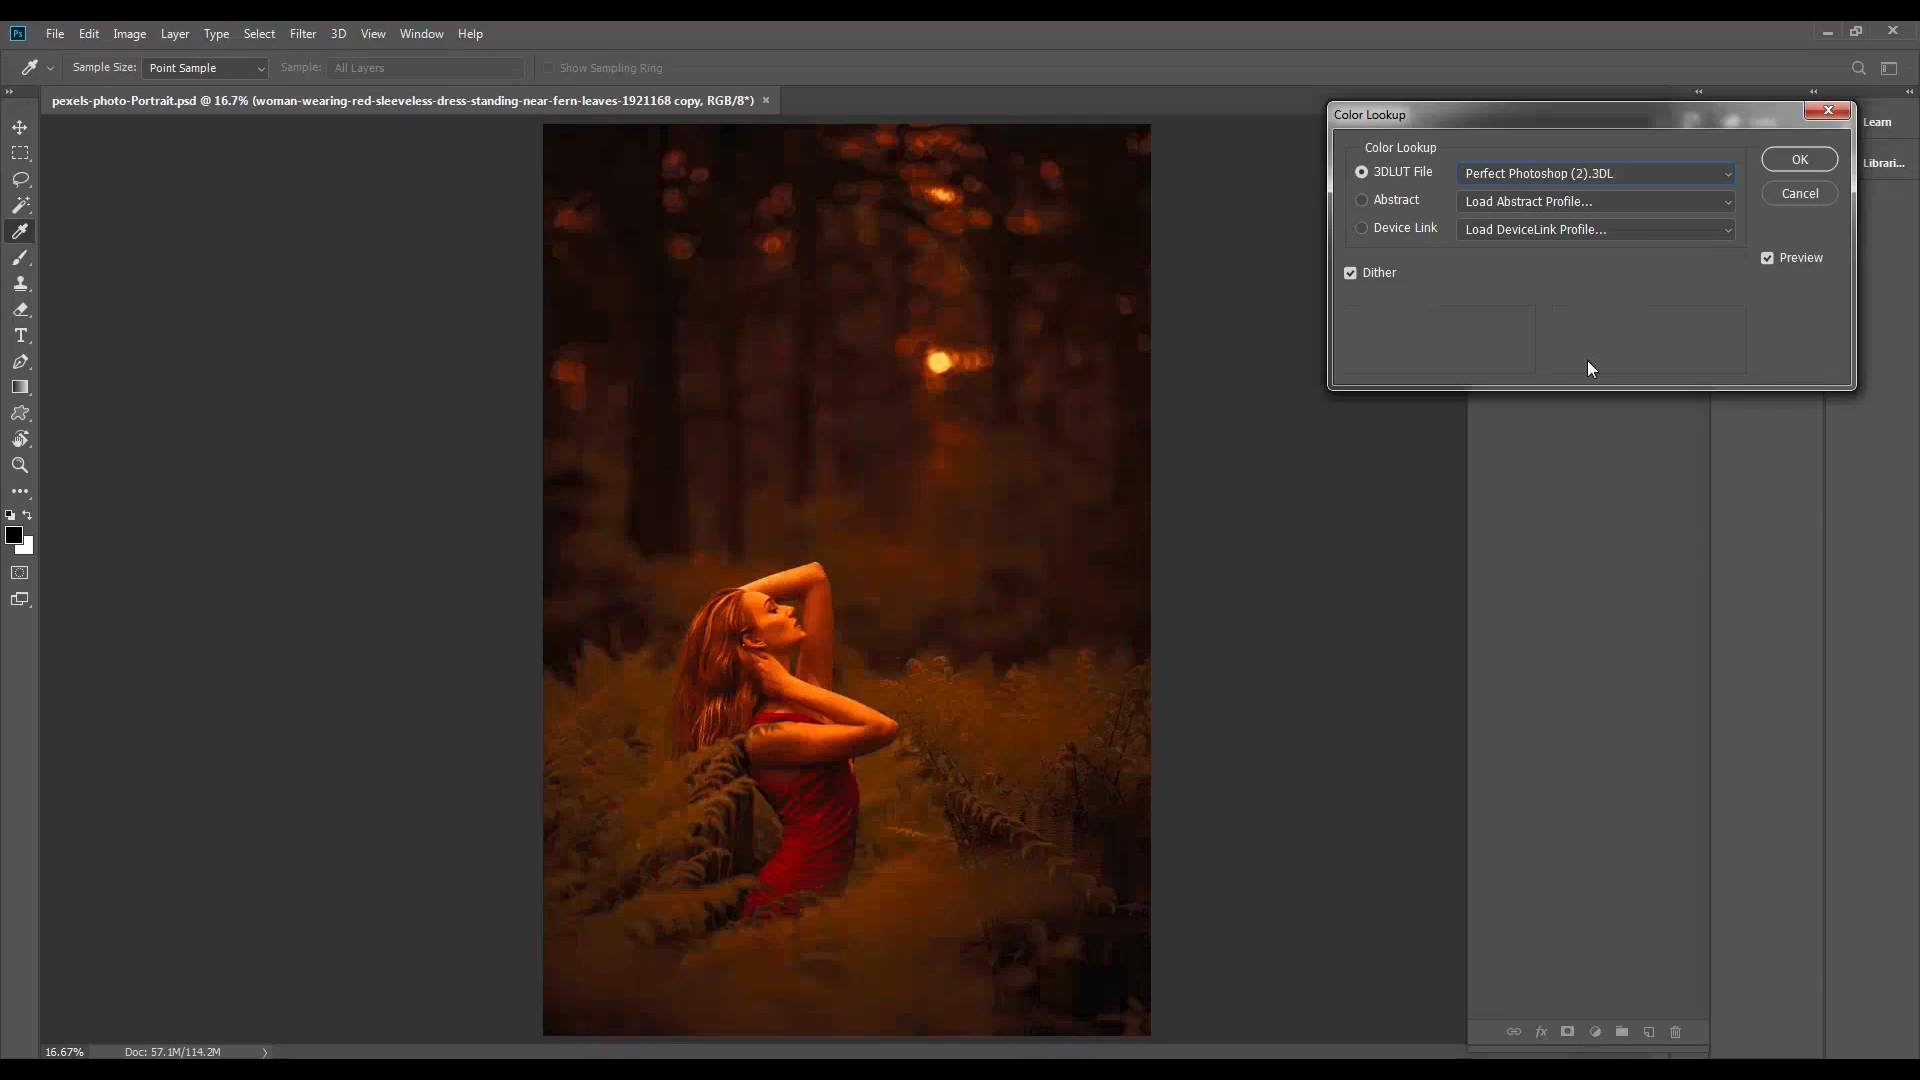 Ps File Edit Image Layer Type Select Filter 3D View Window Help
Sample Size: Point Sample Sample: All Layers Show Sampling Ring
pexels-photo-Portrait.psd @ 16.7% (woman-wearing-red-sleeveless-dress-standing-near-fern-leaves-1921168 copy, RGB/8*) ×
Color Lookup
Learn
Color Lookup
3DLUT File Perfect Photoshop (2).3DL
OK
Librari...
Abstract Load Abstract Profile...
Cancel
Device Link Load DeviceLink Profile...
Preview
Dither
T
fx
16.67% Doc: 57.1M/114.2M